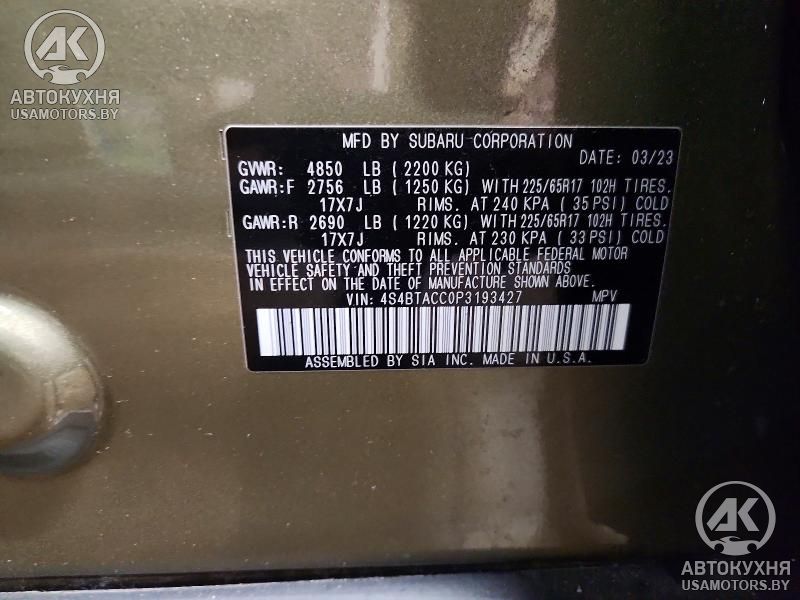 AK
АВТОКУХНЯ
USAMOTORS.BY
MFD BY SUBARU CORPORATION
DATE: 03/23
GVWR: 4850 LB (2200 KG)
GAWR:F 2756 LB (1250 KG) WITH 225/65R17 102H TIRES.
17X7J RIMS. AT 240 KPA (35 PSI) COLD
GAWR:R 2690 LB (1220 KG) WITH 225/65R17 102H TIRES.
17X7J RIMS. AT 230 KPA (33 PSI) COLD
THIS VEHICLE CONFORMS TO ALL APPLICABLE FEDERAL MOTOR
VEHICLE SAFETY AND THEFT PREVENTION STANDARDS
IN EFFECT ON THE DATE OF MANUFACTURE SHOWN ABOVE.
VIN: 4S4BTACC0P3193427 MPV
ASSEMBLED BY SIA INC. MADE IN U.S.A.
AK
АВТОКУХНЯ
USAMOTORS.BY